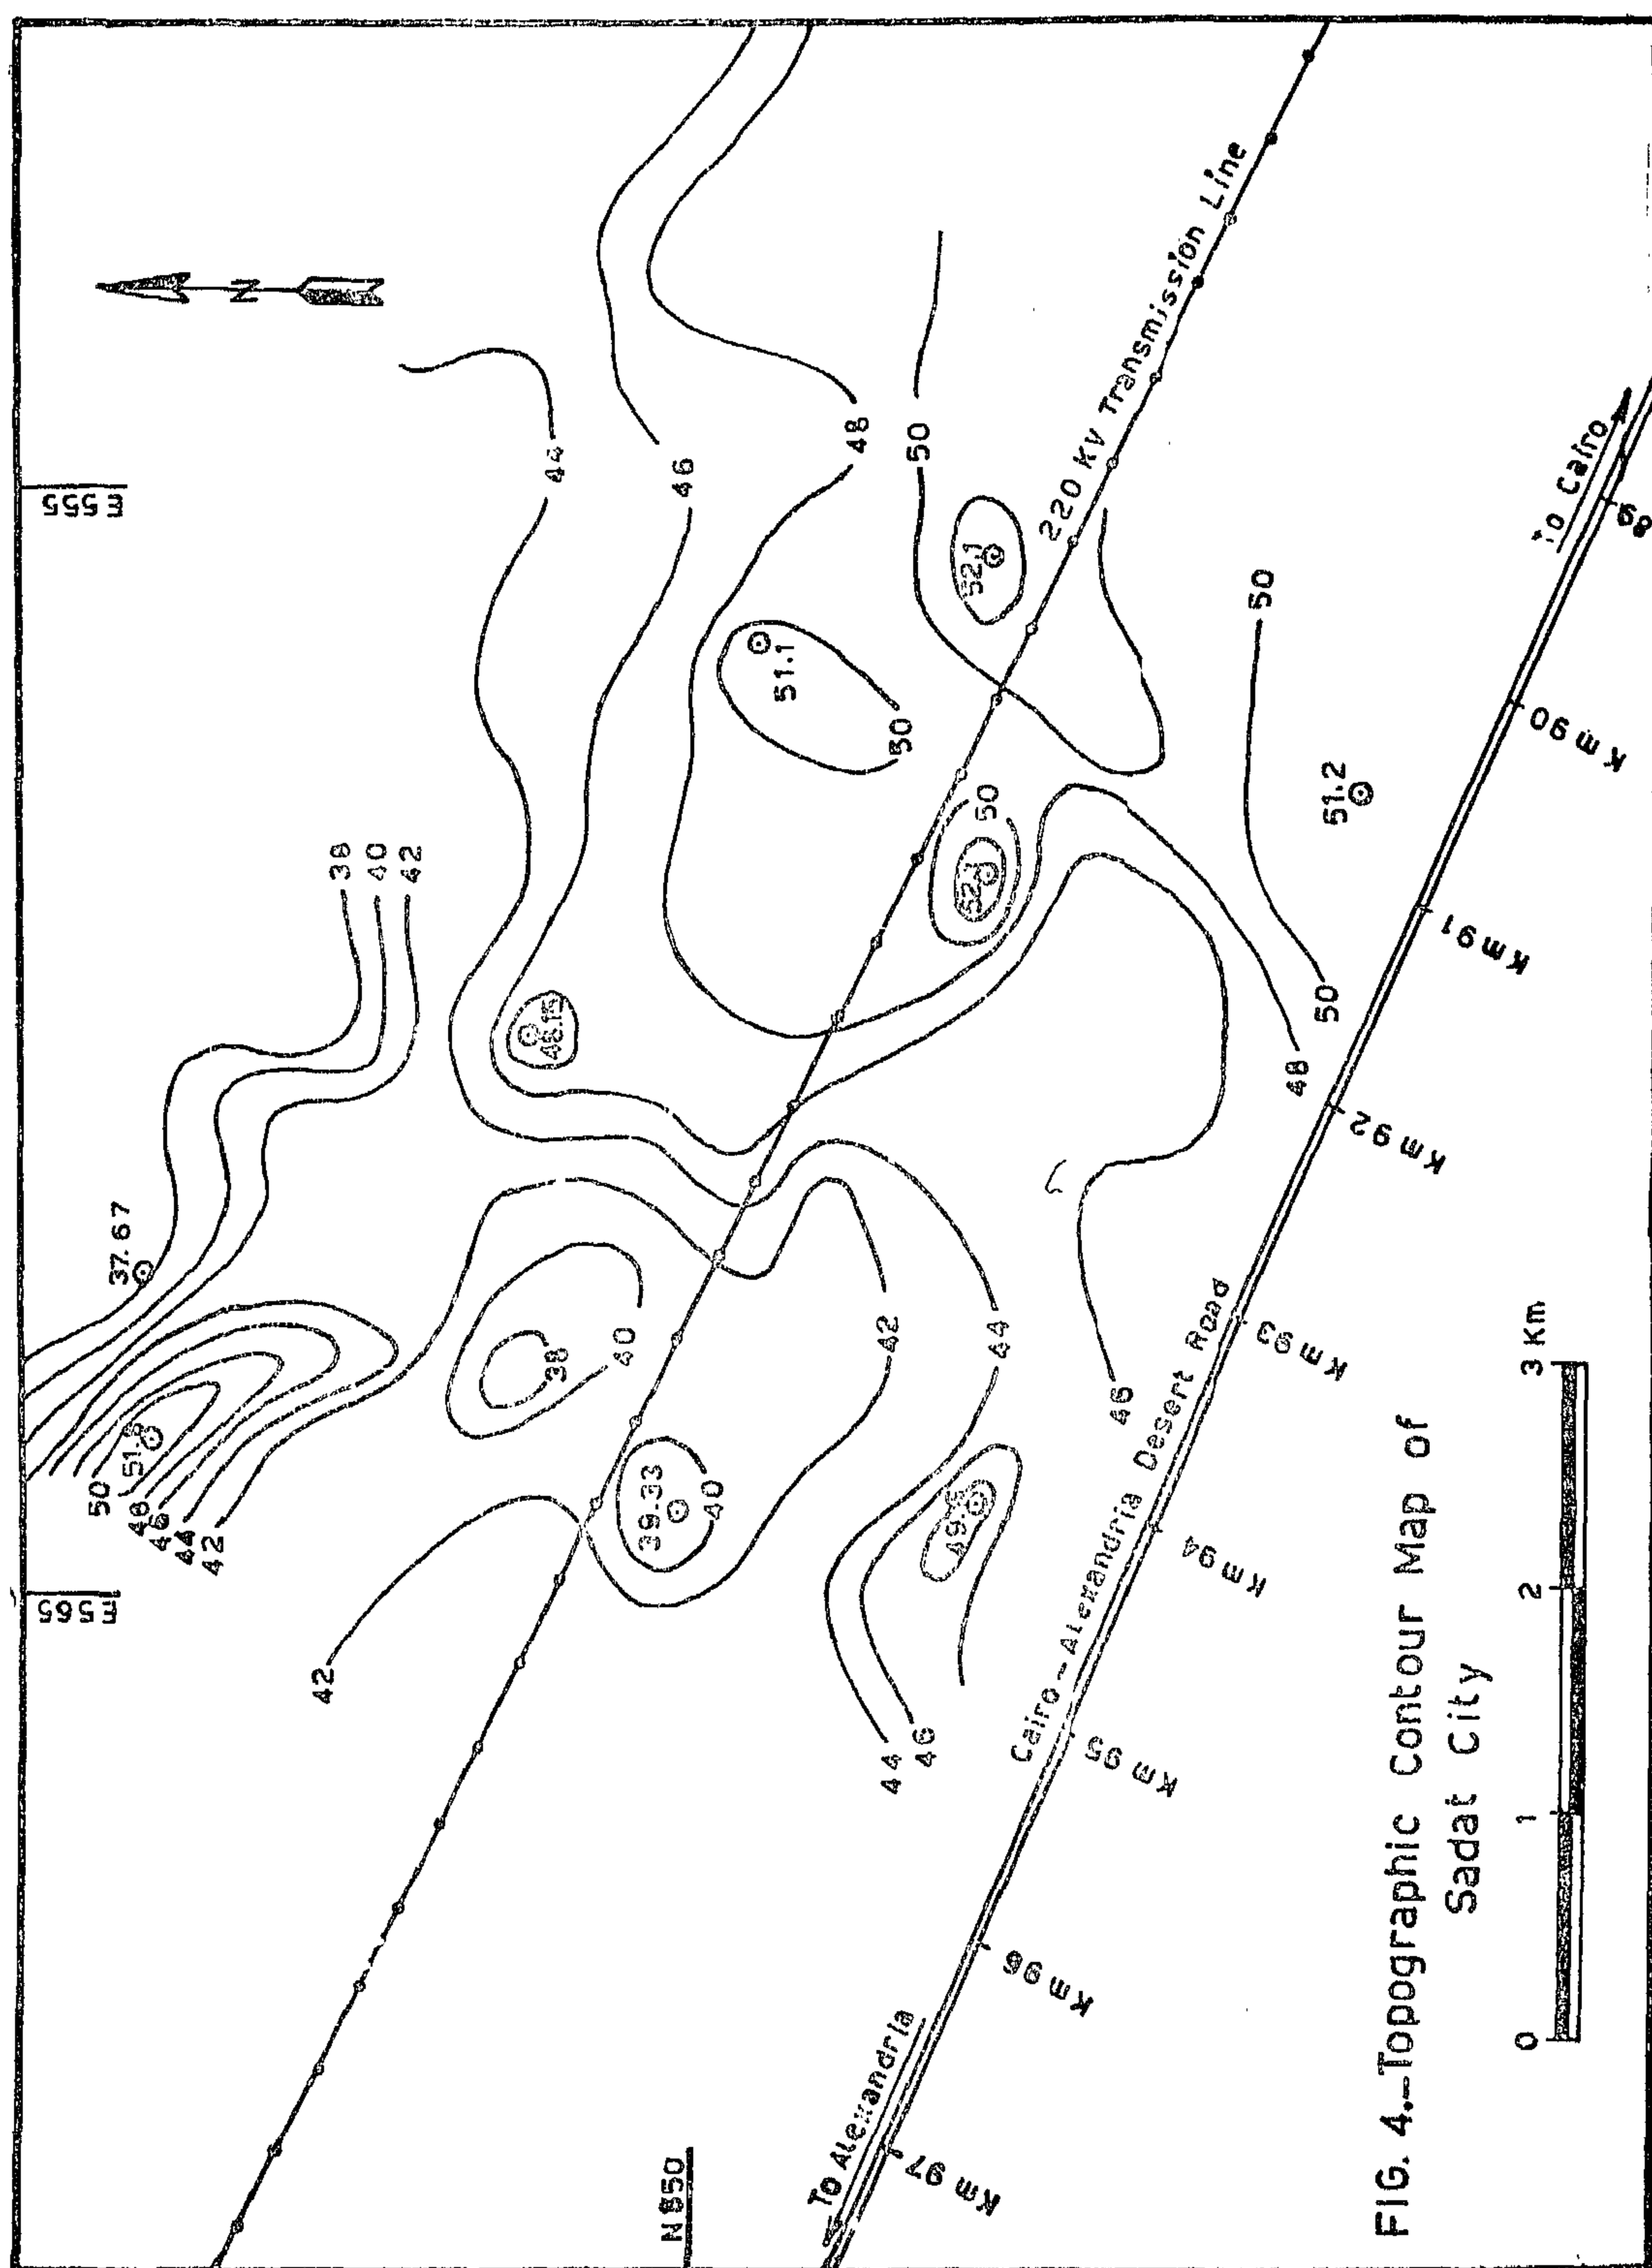 E565
E555
N
37.67
38
40
42
51.8
50
48
46
44
42
44
46
48
50
51.1
50
52.1
220 KV Transmission Line
50
48.15
38
40
39.33
40
42
42
44
49.5
44
46
46
50
51.2
50
48
N850
To Alexandria
Cairo-Alexandria Desert Road
To Cairo
Km 97
Km 96
Km 95
Km 94
Km 93
Km 92
Km 91
Km 90
89
FIG. 4.-Topographic Contour Map of
Sadat City
0 1 2 3 Km